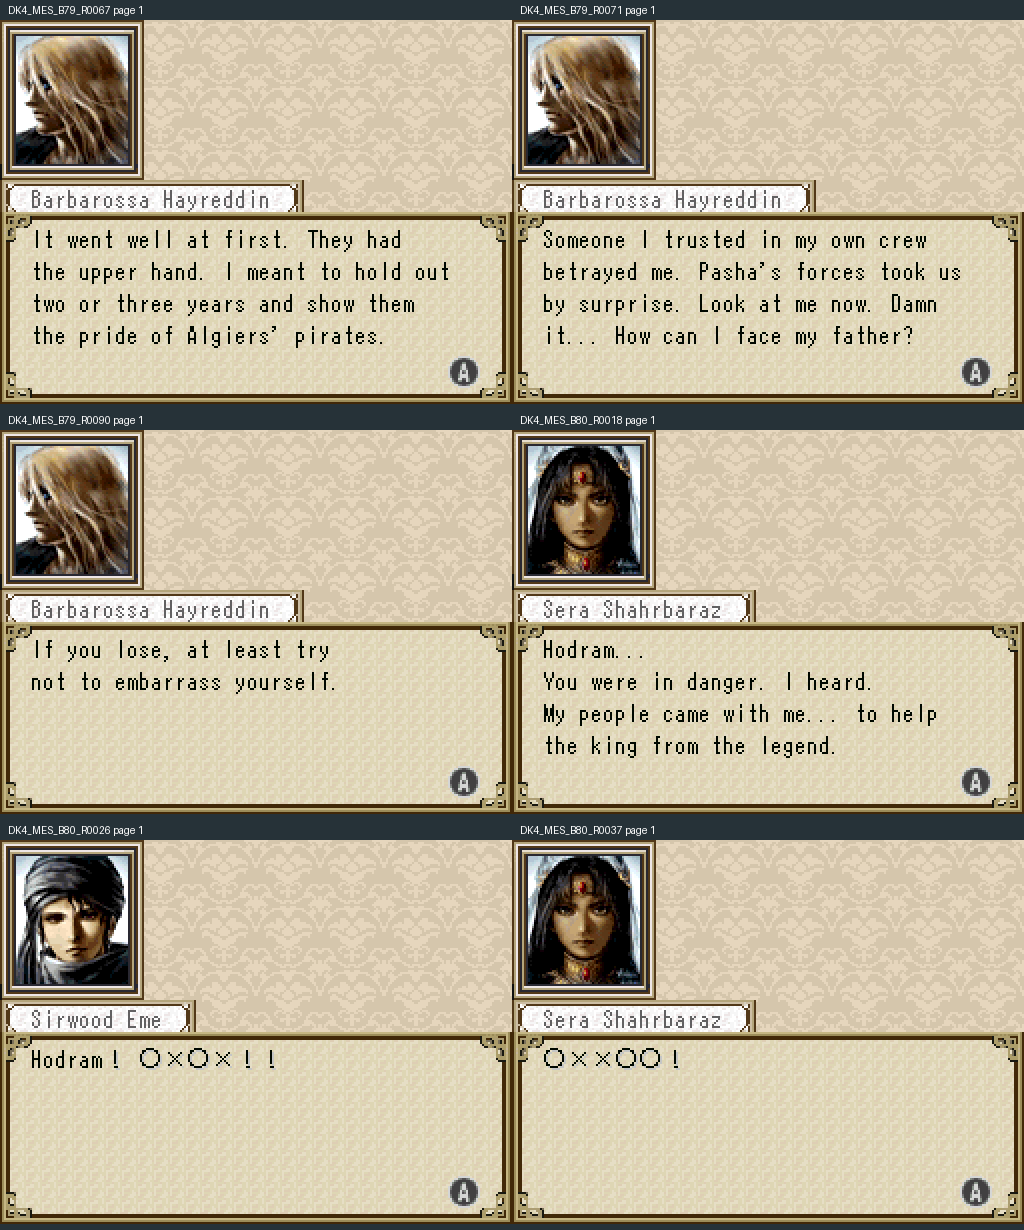 DK4_MES_B79_R0067 page 1
Barbarossa Hayreddin
It went well at first. They had
the upper hand. I meant to hold out
two or three years and show them
the pride of Algiers' pirates.
A
DK4_MES_B79_R0071 page 1
Barbarossa Hayreddin
Someone I trusted in my own crew
betrayed me. Pasha's forces took us
by surprise. Look at me now. Damn
it... How can I face my father?
A
DK4_MES_B79_R0090 page 1
Barbarossa Hayreddin
If you lose, at least try
not to embarrass yourself.
A
DK4_MES_B80_R0018 page 1
Sera Shahrbaraz
Hodram...
You were in danger. I heard.
My people came with me... to help
the king from the legend.
A
DK4_MES_B80_R0026 page 1
Sirwood Eme
Hodram！ ○×○×！！
A
DK4_MES_B80_R0037 page 1
Sera Shahrbaraz
○××○○！
A